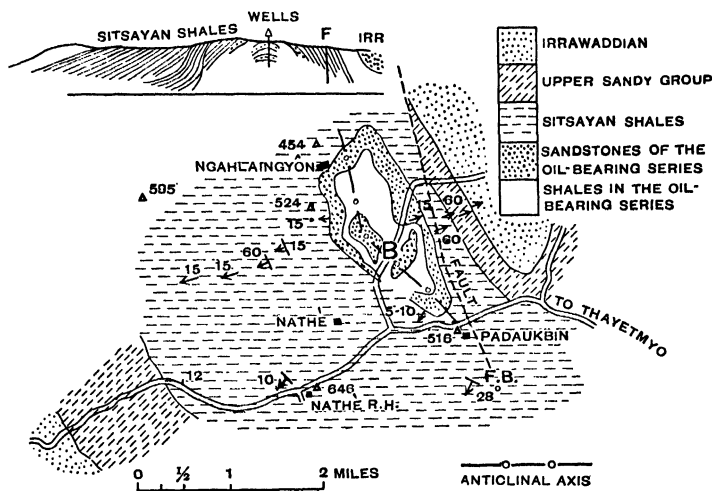 WELLS
SITSAYAN SHALES
F
IRR
IRRAWADDIAN
UPPER SANDY GROUP
SITSAYAN SHALES
SANDSTONES OF THE
OIL-BEARING SERIES
SHALES IN THE OIL-
BEARING SERIES
454
NGAHLAINGYÔN
505
524
15
15
60
60
B
60
15
15
15
FAULT
5-10
NATHE
516
PADAUKBIN
TO THAYETMYO
F.B.
28
12
10
646
NATHE R.H.
0 ½ 1 2 MILES
ANTICLINAL AXIS